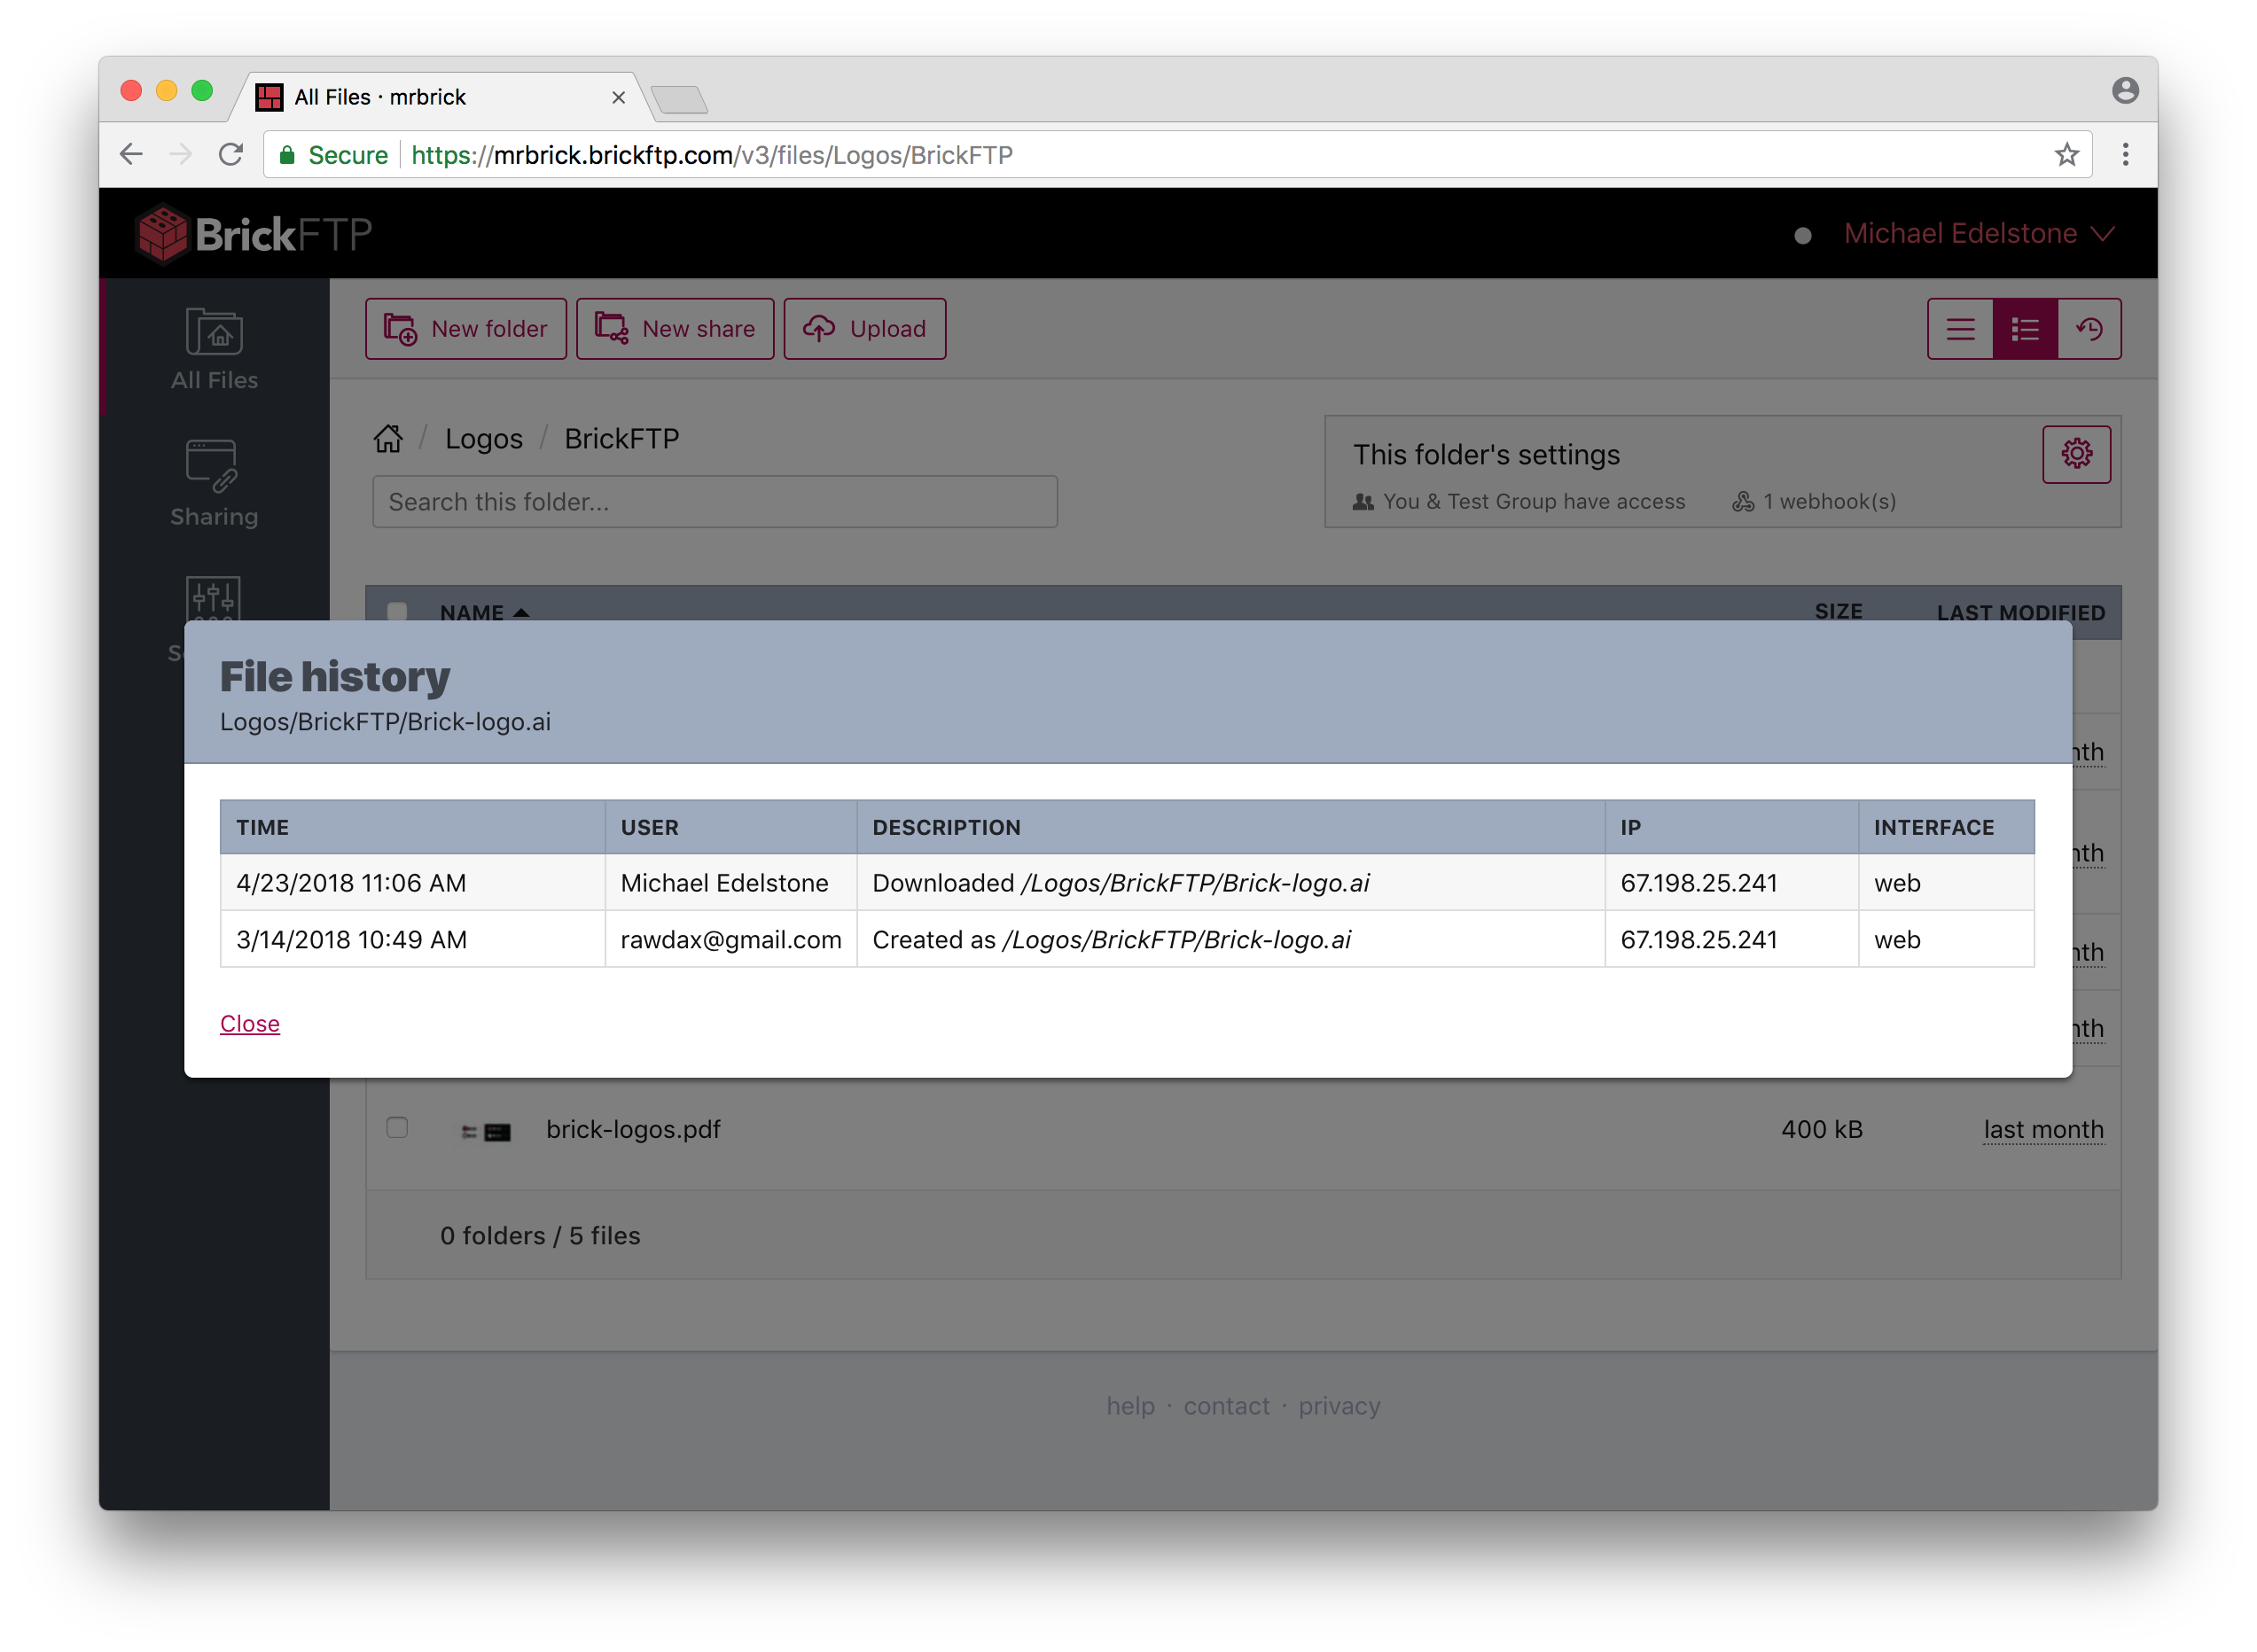 All Files · mrbrick
Secure https://mrbrick.brickftp.com/v3/files/Logos/BrickFTP
BrickFTP
Michael Edelstone
All Files
Sharing
New folder
New share
Upload
/ Logos / BrickFTP
Search this folder...
This folder's settings
You & Test Group have access
1 webhook(s)
NAME SIZE LAST MODIFIED
File history
Logos/BrickFTP/Brick-logo.ai
TIME USER DESCRIPTION IP INTERFACE
4/23/2018 11:06 AM Michael Edelstone Downloaded /Logos/BrickFTP/Brick-logo.ai 67.198.25.241 web
3/14/2018 10:49 AM rawdax@gmail.com Created as /Logos/BrickFTP/Brick-logo.ai 67.198.25.241 web
Close
brick-logos.pdf 400 kB last month
0 folders / 5 files
help · contact · privacy